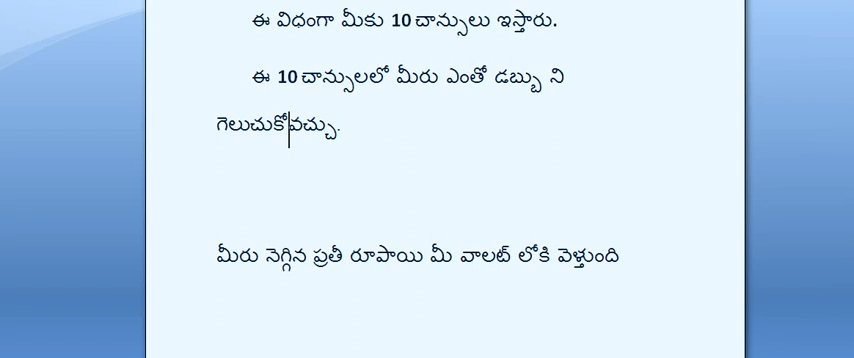 ఈ విధంగా మీకు 10 చాన్సులు ఇస్తారు.
ఈ 10 చాన్సులలో మీరు ఎంతో డబ్బు ని
గెలుచుకోవచ్చు.
మీరు నెగ్గిన ప్రతీ రూపాయి మీ వాలట్ లోకి వెళ్తుంది